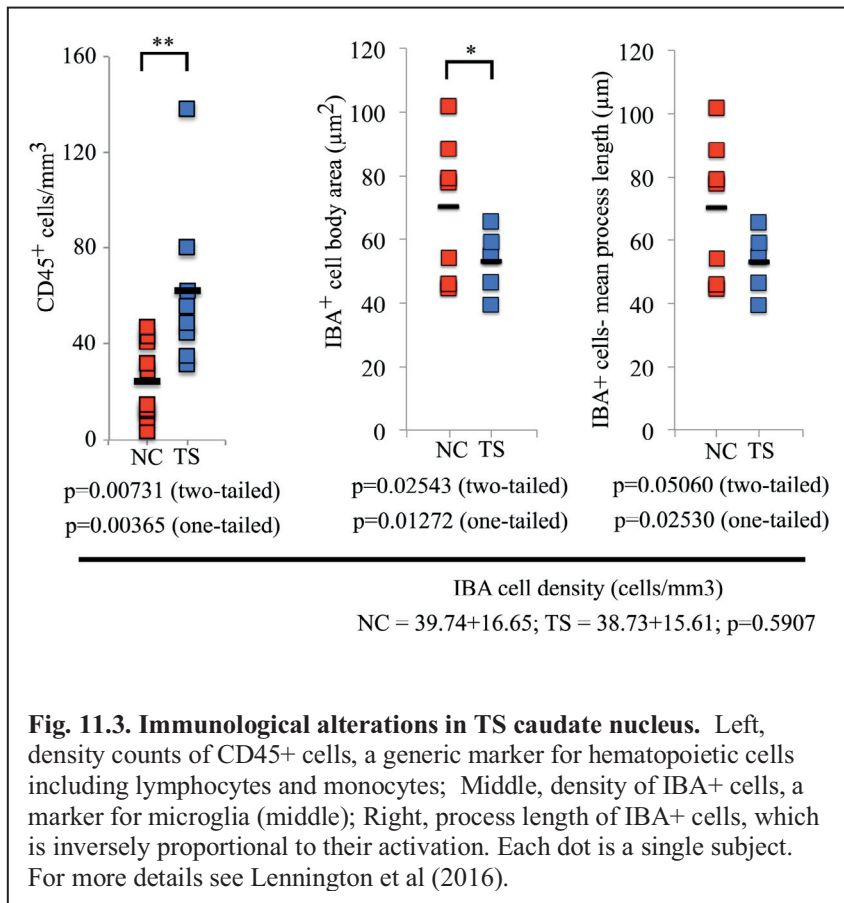 **
160
120
80
40
0
CD45+ cells/mm3
NC TS
p=0.00731 (two-tailed)
p=0.00365 (one-tailed)
*
100
80
60
40
20
0
IBA+ cell body area (µm2)
NC TS
p=0.02543 (two-tailed)
p=0.01272 (one-tailed)
120
100
80
60
40
20
0
IBA+ cells- mean process length (µm)
NC TS
p=0.05060 (two-tailed)
p=0.02530 (one-tailed)
IBA cell density (cells/mm3)
NC = 39.74+16.65; TS = 38.73+15.61; p=0.5907
Fig. 11.3. Immunological alterations in TS caudate nucleus. Left,
density counts of CD45+ cells, a generic marker for hematopoietic cells
including lymphocytes and monocytes; Middle, density of IBA+ cells, a
marker for microglia (middle); Right, process length of IBA+ cells, which
is inversely proportional to their activation. Each dot is a single subject.
For more details see Lennington et al (2016).